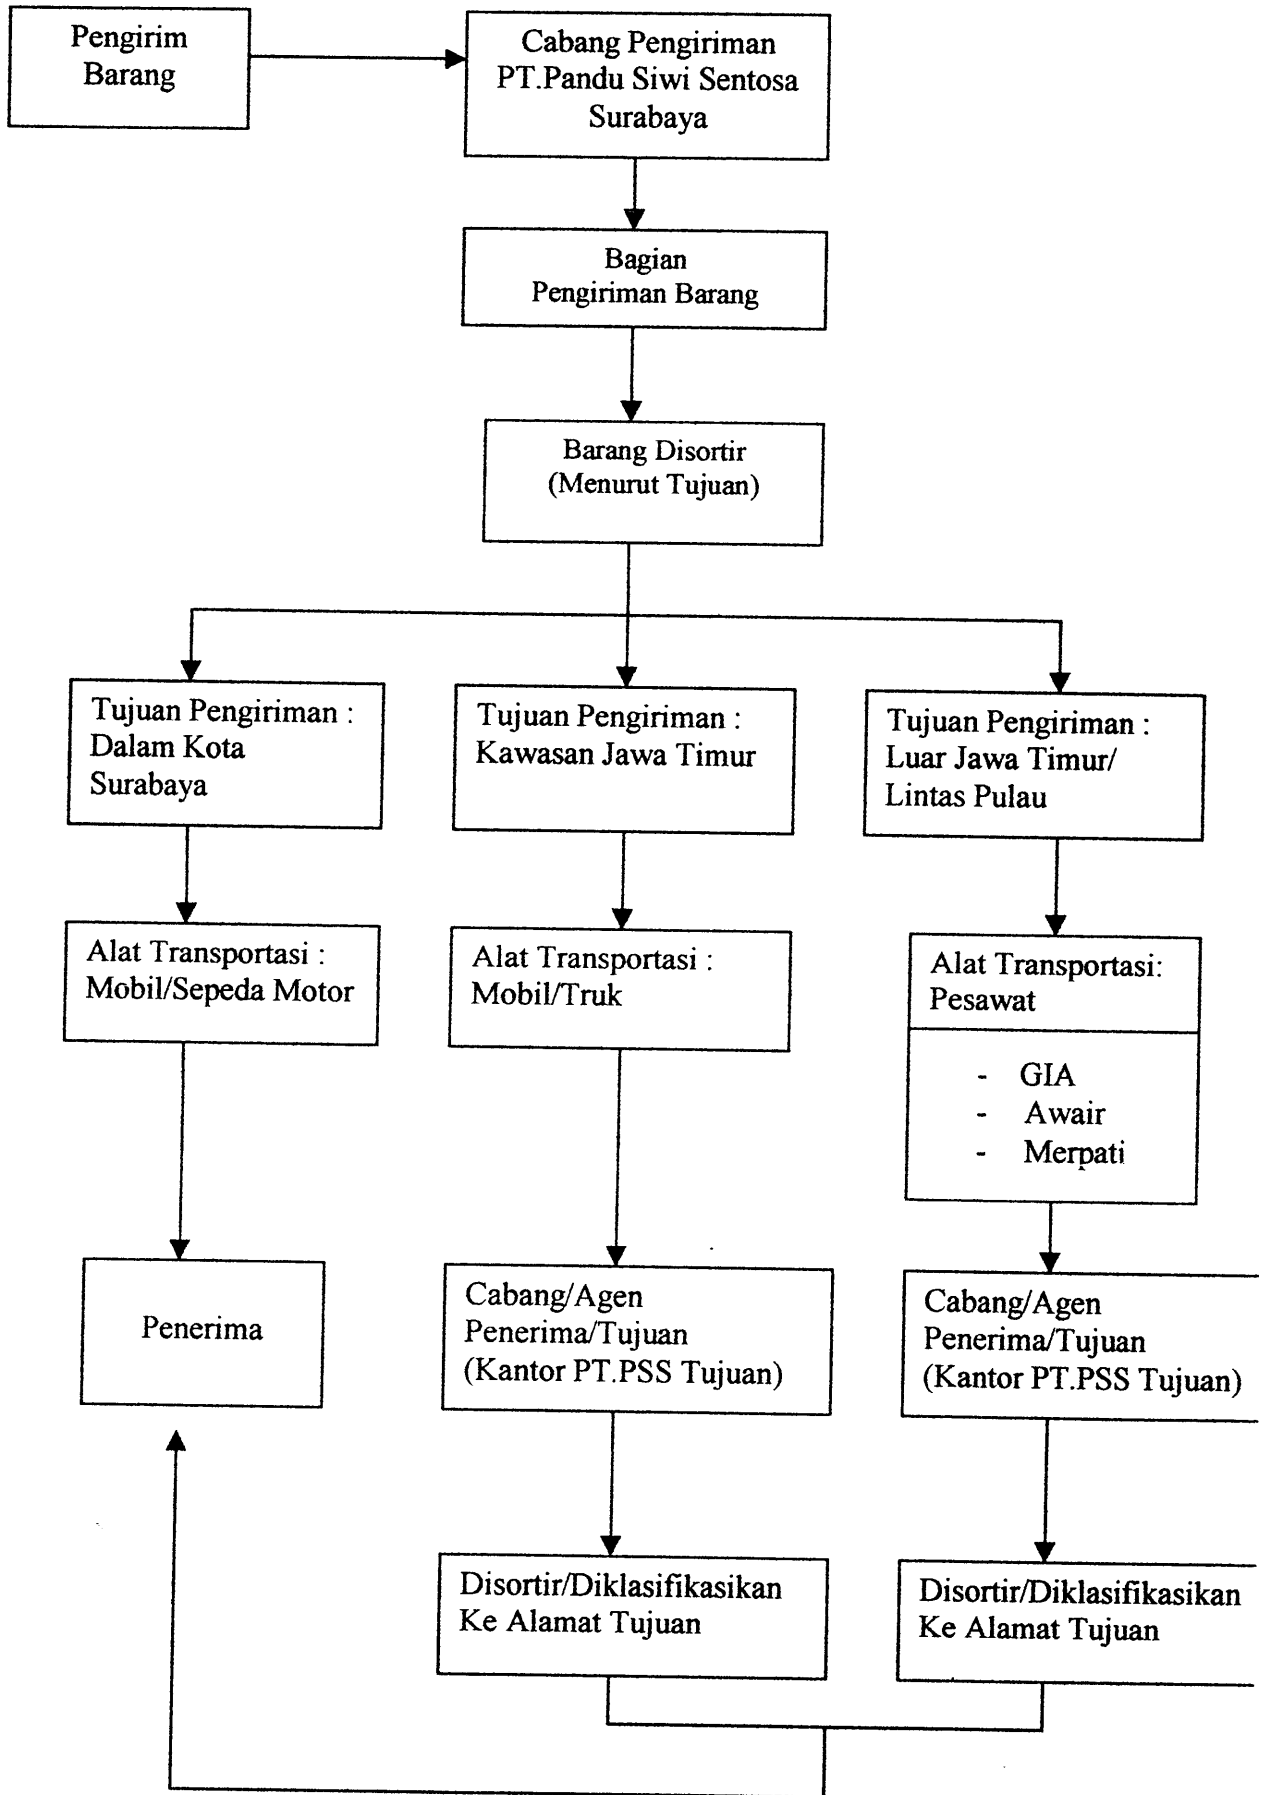 Pengirim
Barang
Cabang Pengiriman
PT.Pandu Siwi Sentosa
Surabaya
Bagian
Pengiriman Barang
Barang Disortir
(Menurut Tujuan)
Tujuan Pengiriman :
Dalam Kota
Surabaya
Tujuan Pengiriman :
Kawasan Jawa Timur
Tujuan Pengiriman :
Luar Jawa Timur/
Lintas Pulau
Alat Transportasi :
Mobil/Sepeda Motor
Alat Transportasi :
Mobil/Truk
Alat Transportasi:
Pesawat
- GIA
- Awair
- Merpati
Penerima
Cabang/Agen
Penerima/Tujuan
(Kantor PT.PSS Tujuan)
Cabang/Agen
Penerima/Tujuan
(Kantor PT.PSS Tujuan)
Disortir/Diklasifikasikan
Ke Alamat Tujuan
Disortir/Diklasifikasikan
Ke Alamat Tujuan